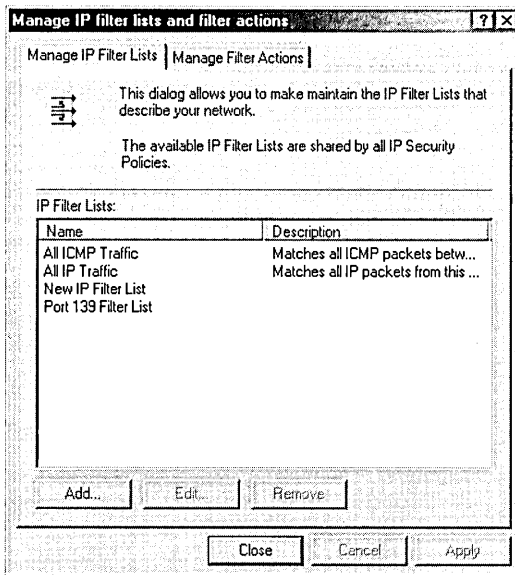 Manage IP filter lists and filter actions
Manage IP Filter Lists
Manage Filter Actions
This dialog allows you to make maintain the IP Filter Lists that
describe your network.
The available IP Filter Lists are shared by all IP Security
Policies.
IP Filter Lists:
Name Description
All ICMP Traffic Matches all ICMP packets betw...
All IP Traffic Matches all IP packets from this ...
New IP Filter List
Port 139 Filter List
Add... Edit... Remove
Close Cancel Apply